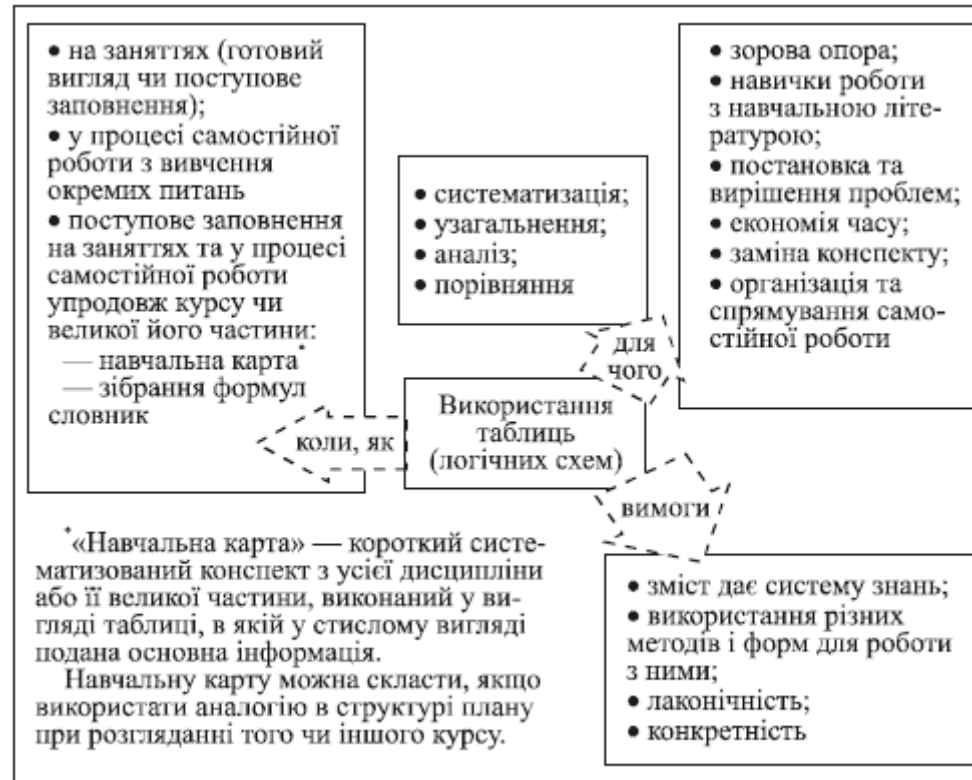 • на заняттях (готовий
вигляд чи поступове
заповнення);
• у процесі самостійної
роботи з вивчення
окремих питань
• поступове заповнення
на заняттях та у процесі
самостійної роботи
упродовж курсу чи
великої його частини:
— навчальна карта*
— зібрання формул
словник
• систематизація;
• узагальнення;
• аналіз;
• порівняння
• зорова опора;
• навички роботи
з навчальною літе-
ратурою;
• постановка та
вирішення проблем;
• економія часу;
• заміна конспекту;
• організація та
спрямування само-
стійної роботи
для
чого
Використання
таблиць
(логічних схем)
коли, як
вимоги
*«Навчальна карта» — короткий систе-
матизований конспект з усієї дисципліни
або її великої частини, виконаний у ви-
гляді таблиці, в якій у стислому вигляді
подана основна інформація.
Навчальну карту можна скласти, якщо
використати аналогію в структурі плану
при розгляданні того чи іншого курсу.
• зміст дає систему знань;
• використання різних
методів і форм для роботи
з ними;
• лаконічність;
• конкретність